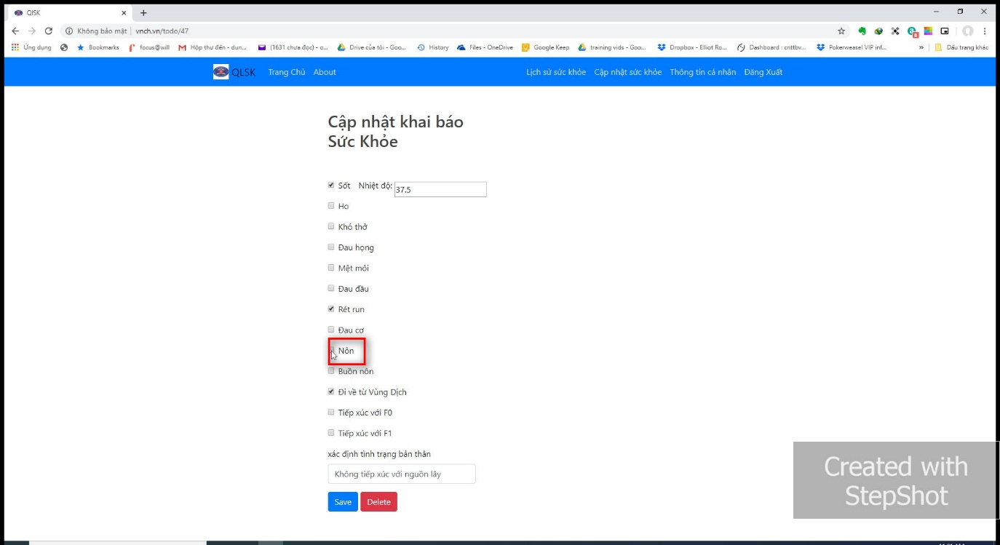 QlSK
Không bảo mật | vnch.vn/todo/47
Ứng dụng Bookmarks focus@will Hộp thư đến - dun... (1631 chưa đọc) - o... Drive của tôi - Goo... History Files - OneDrive Google Keep training vids - Goo... Dropbox - Elliot Ro... Dashboard : cnttbv... Pokerweasel VIP inf... » Dấu trang khác
QLSK Trang Chủ About Lịch sử sức khỏe Cập nhật sức khỏe Thông tin cá nhân Đăng Xuất
Cập nhật khai báo
Sức Khỏe
Sốt Nhiệt độ: 37.5
Ho
Khó thở
Đau họng
Mệt mỏi
Đau đầu
Rét run
Đau cơ
Nôn
Buồn nôn
Đi về từ Vùng Dịch
Tiếp xúc với F0
Tiếp xúc với F1
xác định tình trạng bản thân
Không tiếp xúc với nguồn lây
Save Delete
Created with
StepShot